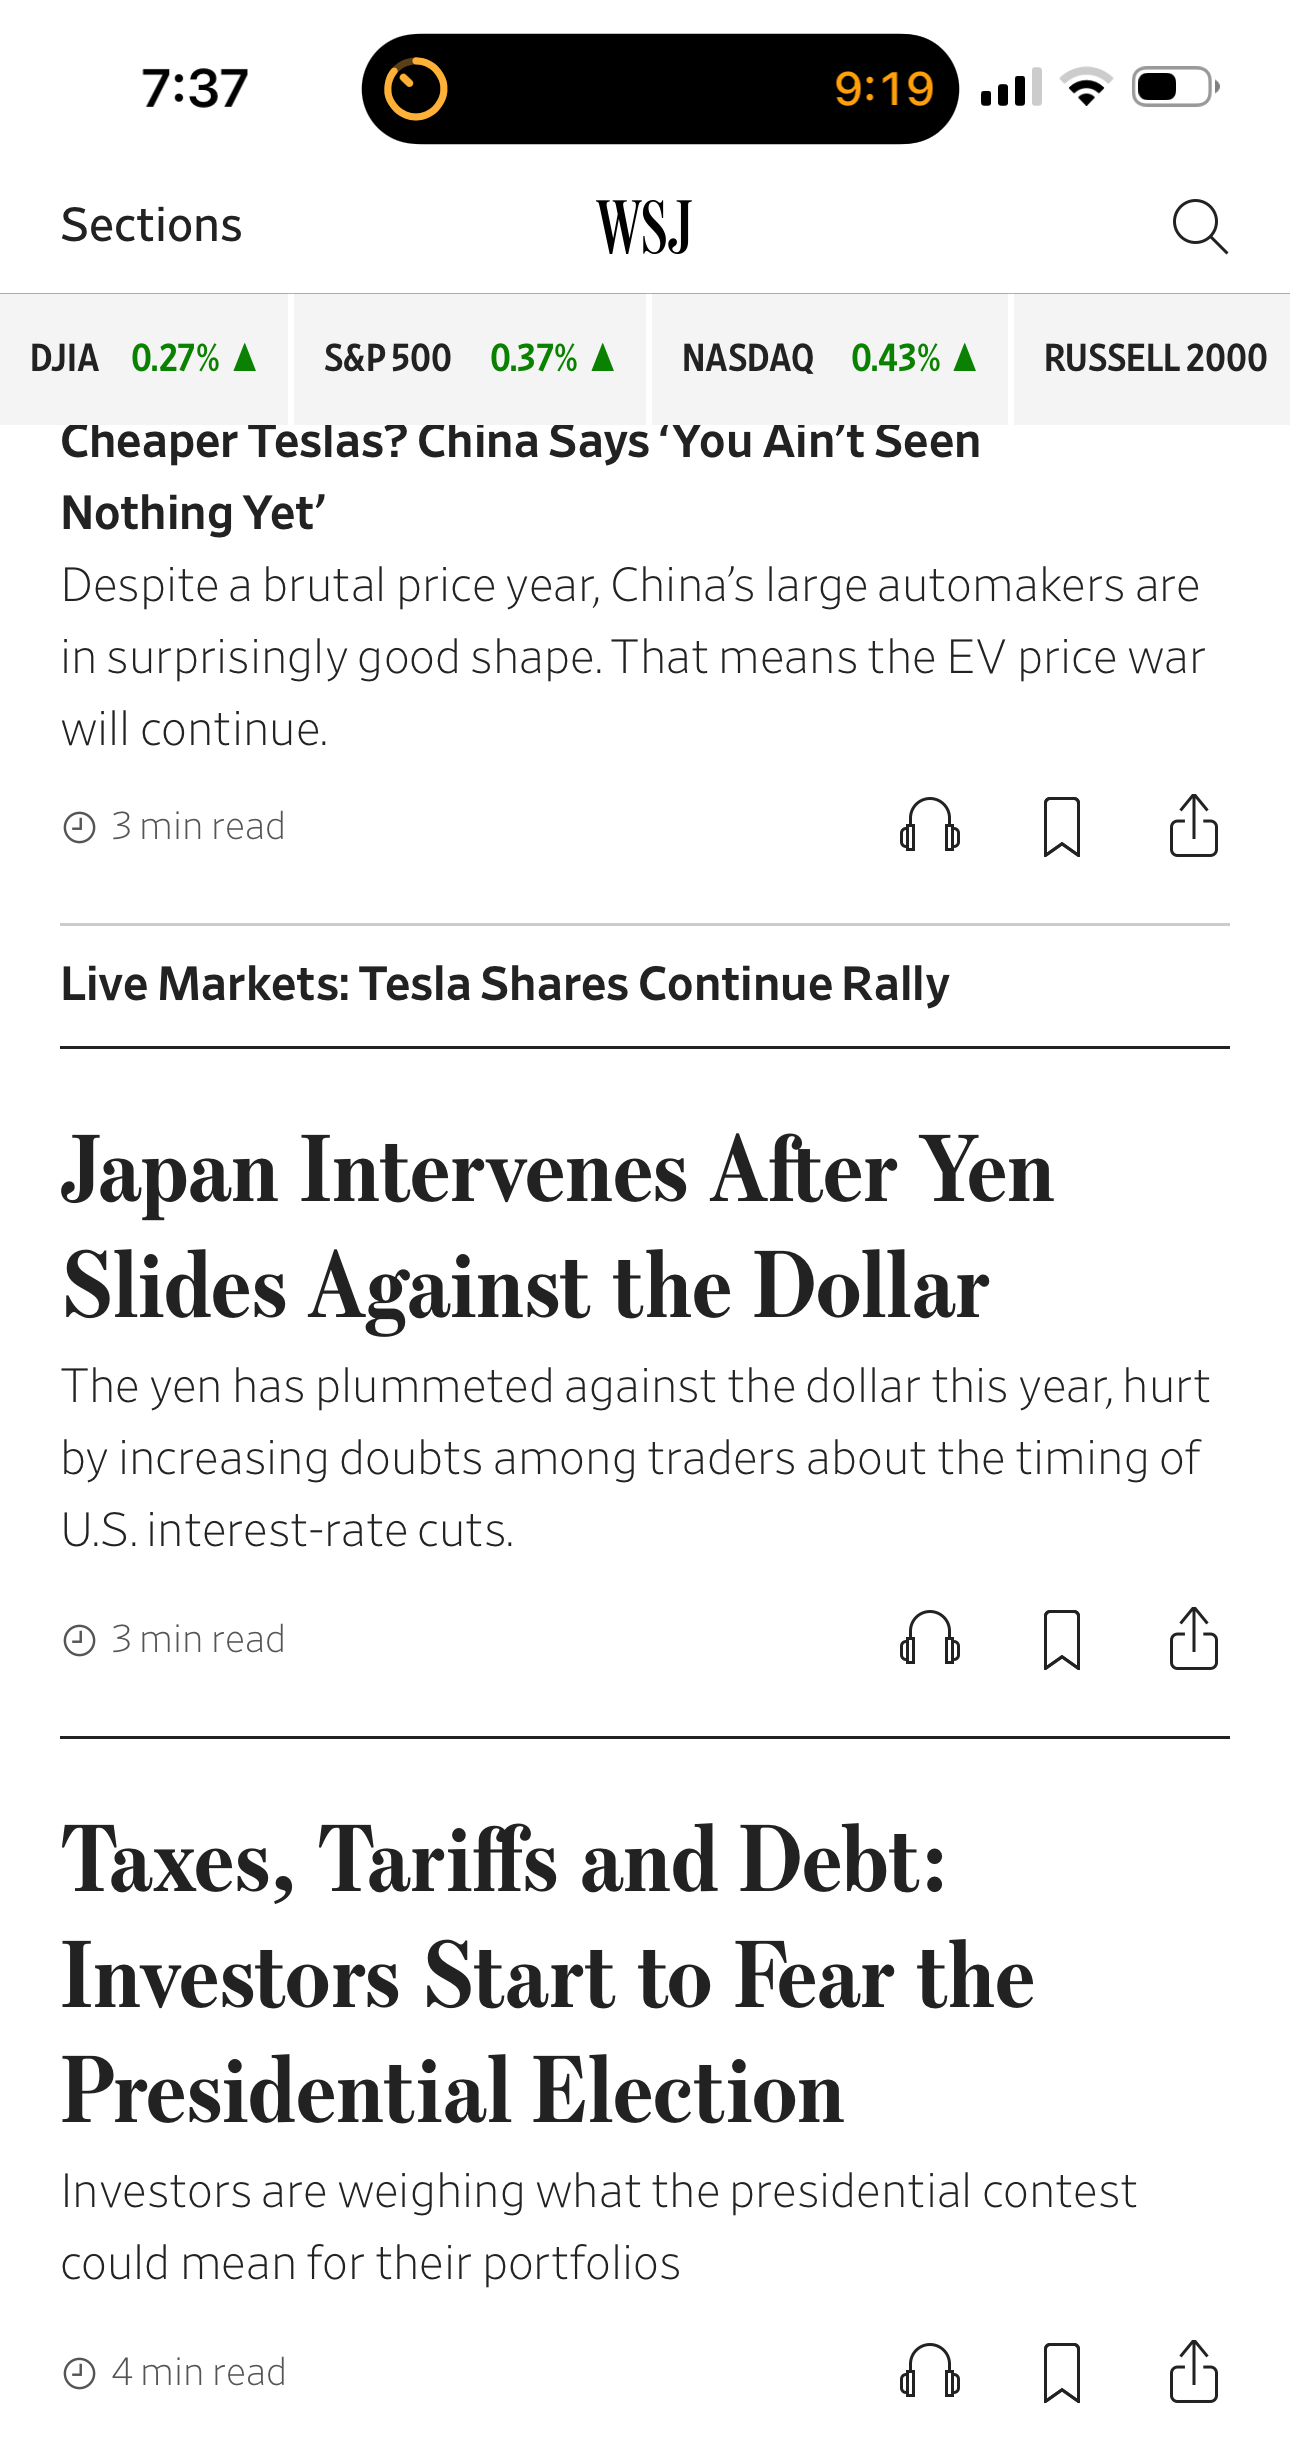 7:37
9:19
Sections
WSJ
DJIA 0.27% ▲ S&P 500 0.37% ▲ NASDAQ 0.43% ▲ RUSSELL 2000
Cheaper Teslas? China Says ‘You Ain’t Seen
Nothing Yet’
Despite a brutal price year, China’s large automakers are
in surprisingly good shape. That means the EV price war
will continue.
3 min read
Live Markets: Tesla Shares Continue Rally
Japan Intervenes After Yen
Slides Against the Dollar
The yen has plummeted against the dollar this year, hurt
by increasing doubts among traders about the timing of
U.S. interest-rate cuts.
3 min read
Taxes, Tariffs and Debt:
Investors Start to Fear the
Presidential Election
Investors are weighing what the presidential contest
could mean for their portfolios
4 min read